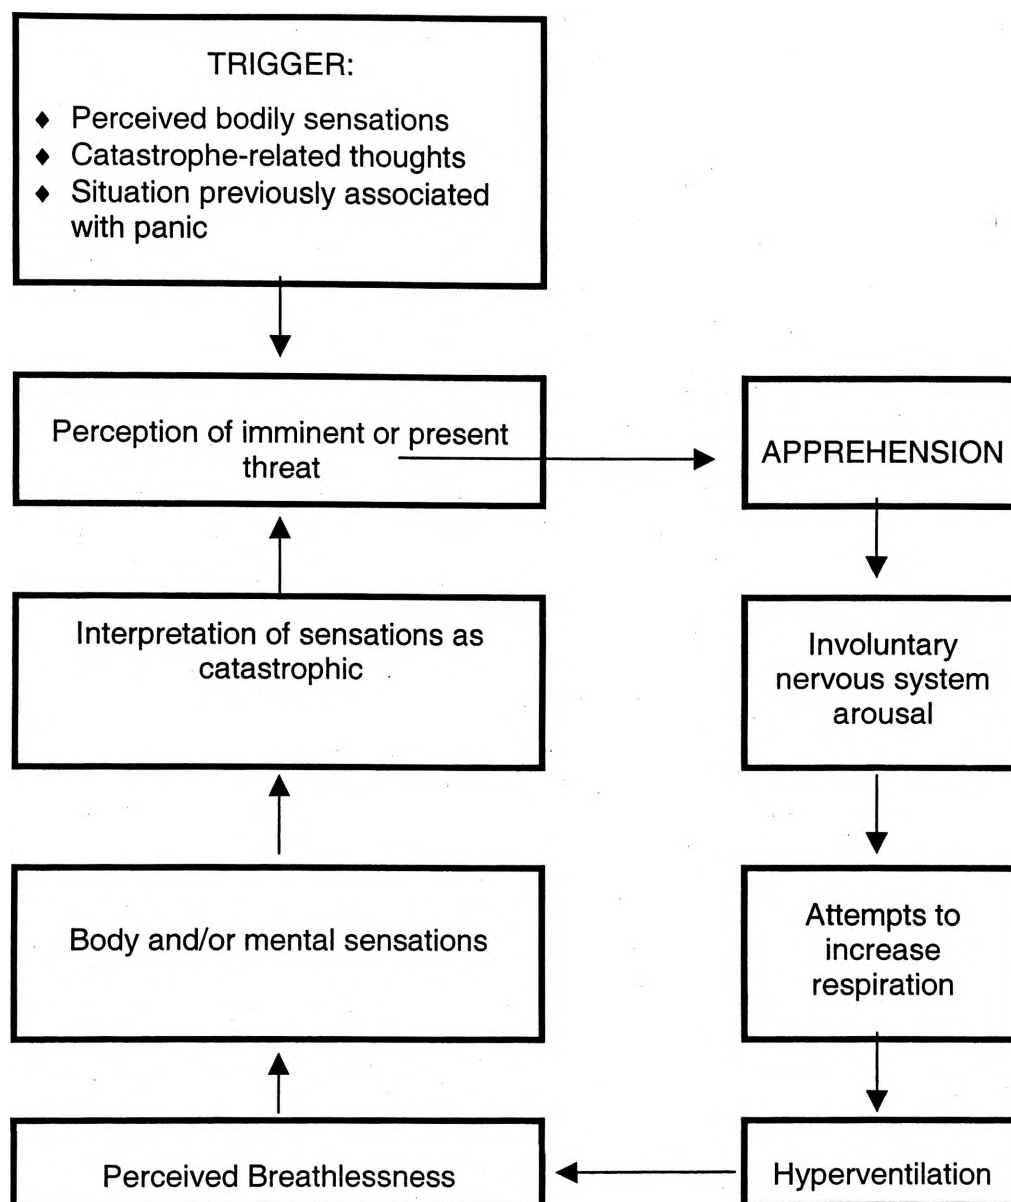 TRIGGER:
♦ Perceived bodily sensations
♦ Catastrophe-related thoughts
♦ Situation previously associated
with panic
Perception of imminent or present
threat
APPREHENSION
Interpretation of sensations as
catastrophic
Involuntary
nervous system
arousal
Body and/or mental sensations
Attempts to
increase
respiration
Perceived Breathlessness
Hyperventilation